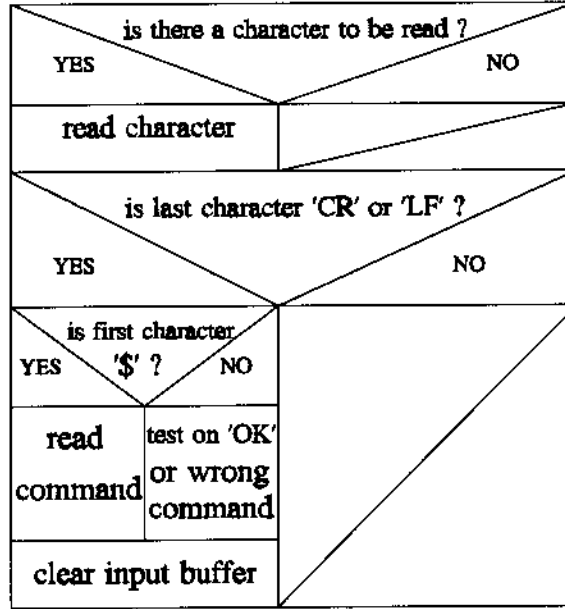 is there a character to be read ?
YES
NO
read character
is last character 'CR' or 'LF' ?
YES
NO
is first character
'$' ?
YES
NO
read
command
test on 'OK'
or wrong
command
clear input buffer